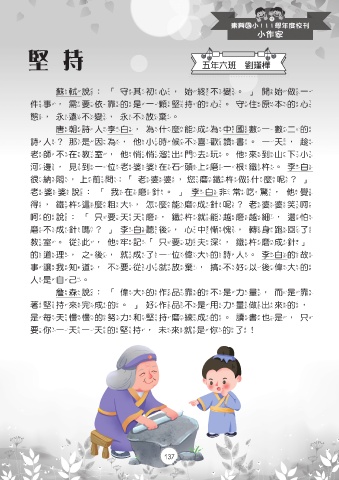 東興國小111學年度校刊
小作家
堅持
五年六班 劉瑾樺
蘇軾說：「守其初心，始終不變。」開始做一
件事，需要依靠的是一顆堅持的心。守住原本的心
態，永遠不變，永不放棄。
唐朝詩人李白，為什麼能成為中國數一數二的
詩人？那是因為，他小時候不喜歡讀書。一天，趁
老師不在教室，他悄悄溜出門去玩。他來到山下小
河邊，見到一位老婆婆在石頭上磨一根鐵杵。李白
很納悶，上前問：「老婆婆，您磨鐵杵做什麼呢？」
老婆婆說：「我在磨針。」李白非常吃驚，他覺
得，鐵杵這麼粗大，怎麼能磨成針呢？老婆婆笑呵
呵的說：「只要天天磨，鐵杵就能越磨越細，還怕
磨不成針嗎？」李白聽後，心中慚愧，轉身跑回了
教室。從此，他牢記「只要功夫深，鐵杵磨成針」
的道理，之後，就成了一位偉大的詩人。李白的故
事讓我知道，不要從小就放棄，搞不好以後偉大的
人是自己。
詹森說：「偉大的作品靠的不是力量，而是靠
著堅持來完成的。」好作品不是用力量做出來的，
是每天慢慢的努力和堅持磨練成的。讀書也是，只
要你一天一天的堅持，未來就是你的了！
137